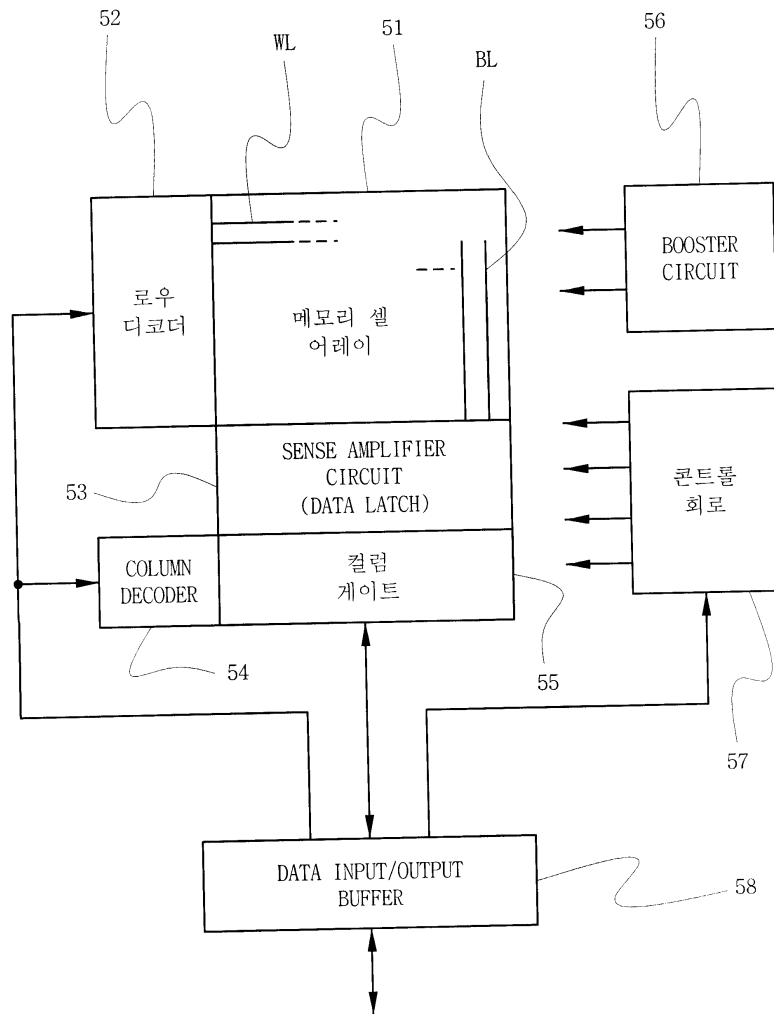 52
WL
51
BL
56
로우
디코더
메모리 셀
어레이
BOOSTER
CIRCUIT
53
SENSE AMPLIFIER
CIRCUIT
(DATA LATCH)
콘트롤
회로
COLUMN
DECODER
컬럼
게이트
54
55
57
DATA INPUT/OUTPUT
BUFFER
58